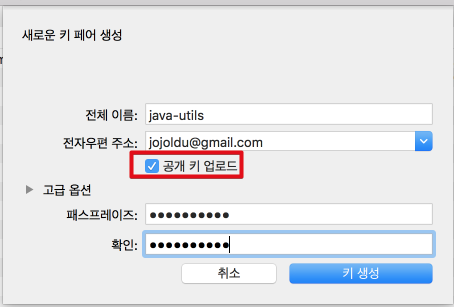 새로운 키 페어 생성
전체 이름: java-utils
전자우편 주소: jojoldu@gmail.com
공개 키 업로드
고급 옵션
패스프레이즈: ●●●●●●●●●●
확인: ●●●●●●●●●●
취소 키 생성